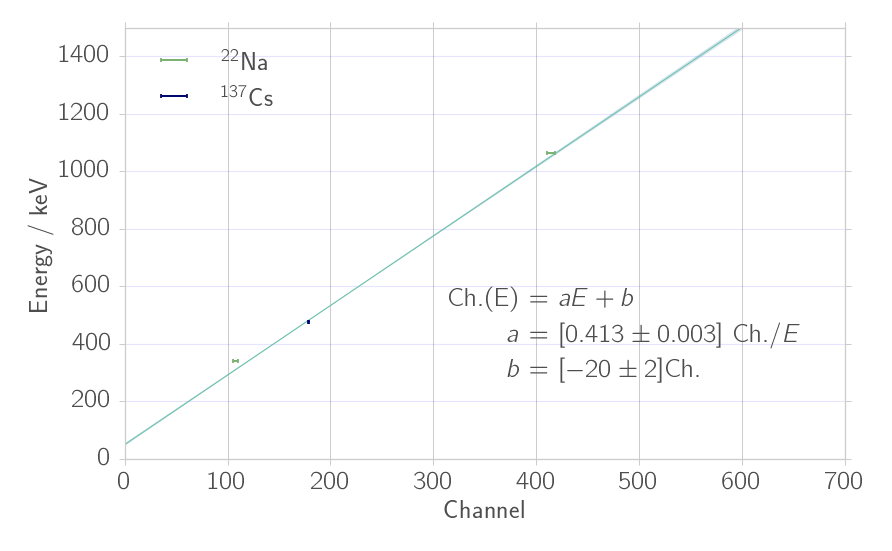 1400
1200
1000
800
600
400
200
0
0 100 200 300 400 500 600 700
Energy / keV
Channel
²²Na
¹³⁷Cs
Ch.(E) = aE + b
a = [0.413 ± 0.003] Ch./E
b = [−20 ± 2]Ch.